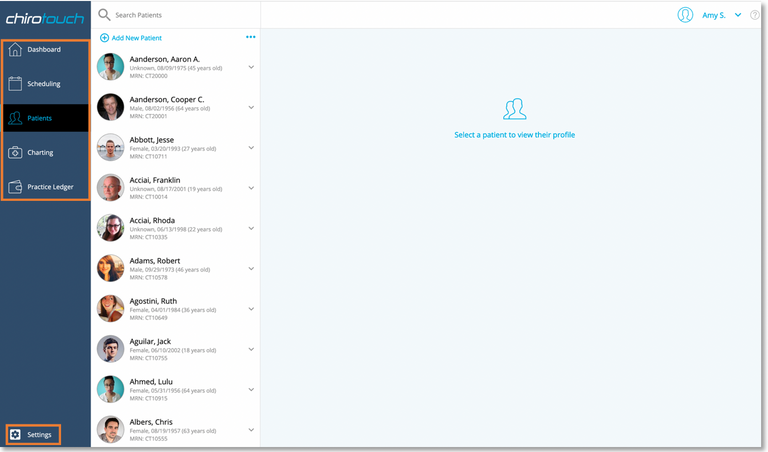 chirotouch
Search Patients
Amy S.
?
Dashboard
Scheduling
Patients
Charting
Practice Ledger
Settings
Add New Patient
Aanderson, Aaron A.
Unknown, 08/09/1975 (45 years old)
MRN: CT20000
Aanderson, Cooper C.
Male, 08/02/1956 (64 years old)
MRN: CT20001
Abbott, Jesse
Female, 03/20/1993 (27 years old)
MRN: CT10711
Acciai, Franklin
Unknown, 08/17/2001 (19 years old)
MRN: CT10014
Acciai, Rhoda
Unknown, 06/13/1998 (22 years old)
MRN: CT10335
Adams, Robert
Male, 09/29/1973 (46 years old)
MRN: CT10578
Agostini, Ruth
Female, 04/01/1984 (36 years old)
MRN: CT10649
Aguilar, Jack
Female, 06/10/2002 (18 years old)
MRN: CT10755
Ahmed, Lulu
Female, 05/31/1956 (64 years old)
MRN: CT10915
Albers, Chris
Female, 08/19/1957 (63 years old)
MRN: CT10555
Select a patient to view their profile